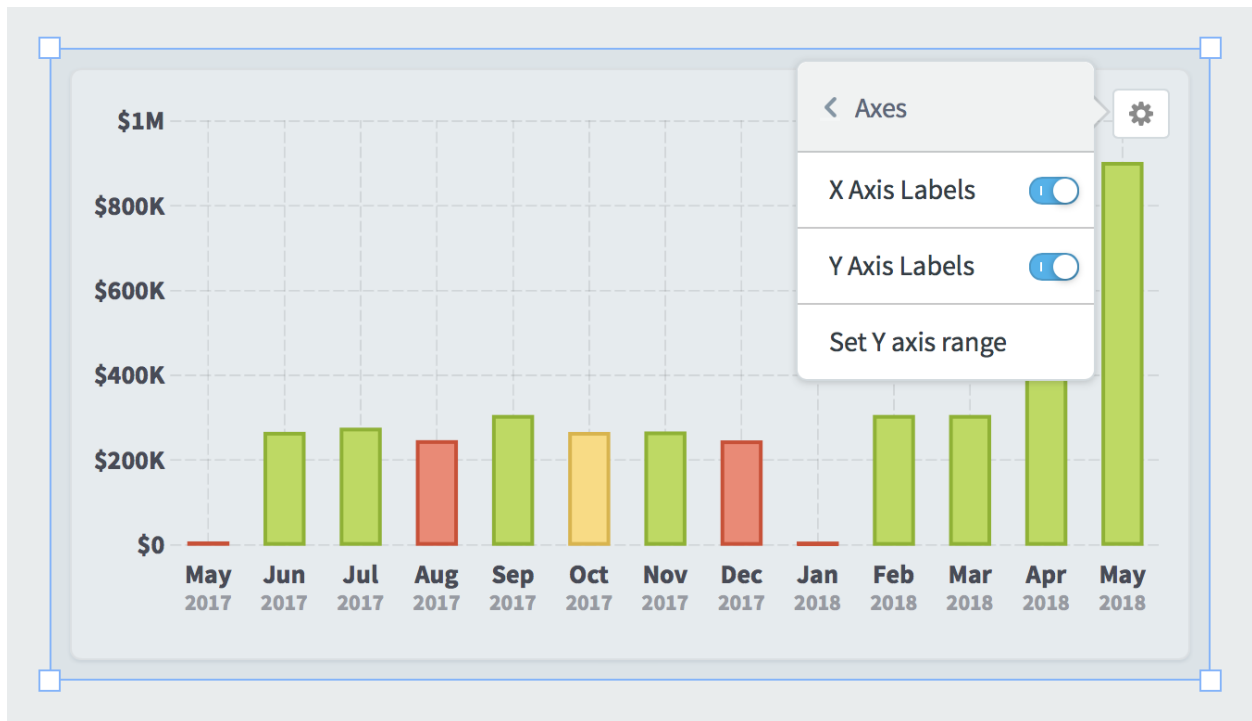 Axes
X Axis Labels
Y Axis Labels
Set Y axis range
$1M
$800K
$600K
$400K
$200K
$0
May Jun Jul Aug Sep Oct Nov Dec Jan Feb Mar Apr May
2017 2017 2017 2017 2017 2017 2017 2017 2018 2018 2018 2018 2018